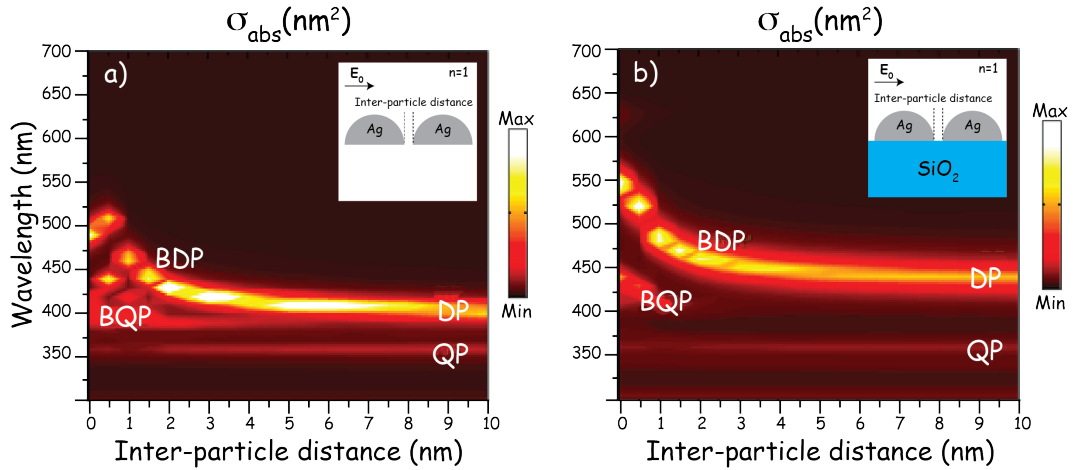 σabs(nm²)
a)
E₀
n=1
Inter-particle distance
Ag
Ag
BDP
BQP
DP
QP
Max
Min
700
650
600
550
500
450
400
350
Wavelength (nm)
0 1 2 3 4 5 6 7 8 9 10
Inter-particle distance (nm)
σabs(nm²)
b)
E₀
n=1
Inter-particle distance
Ag
Ag
SiO₂
BDP
BQP
DP
QP
Max
Min
700
650
600
550
500
450
400
350
0 1 2 3 4 5 6 7 8 9 10
Inter-particle distance (nm)